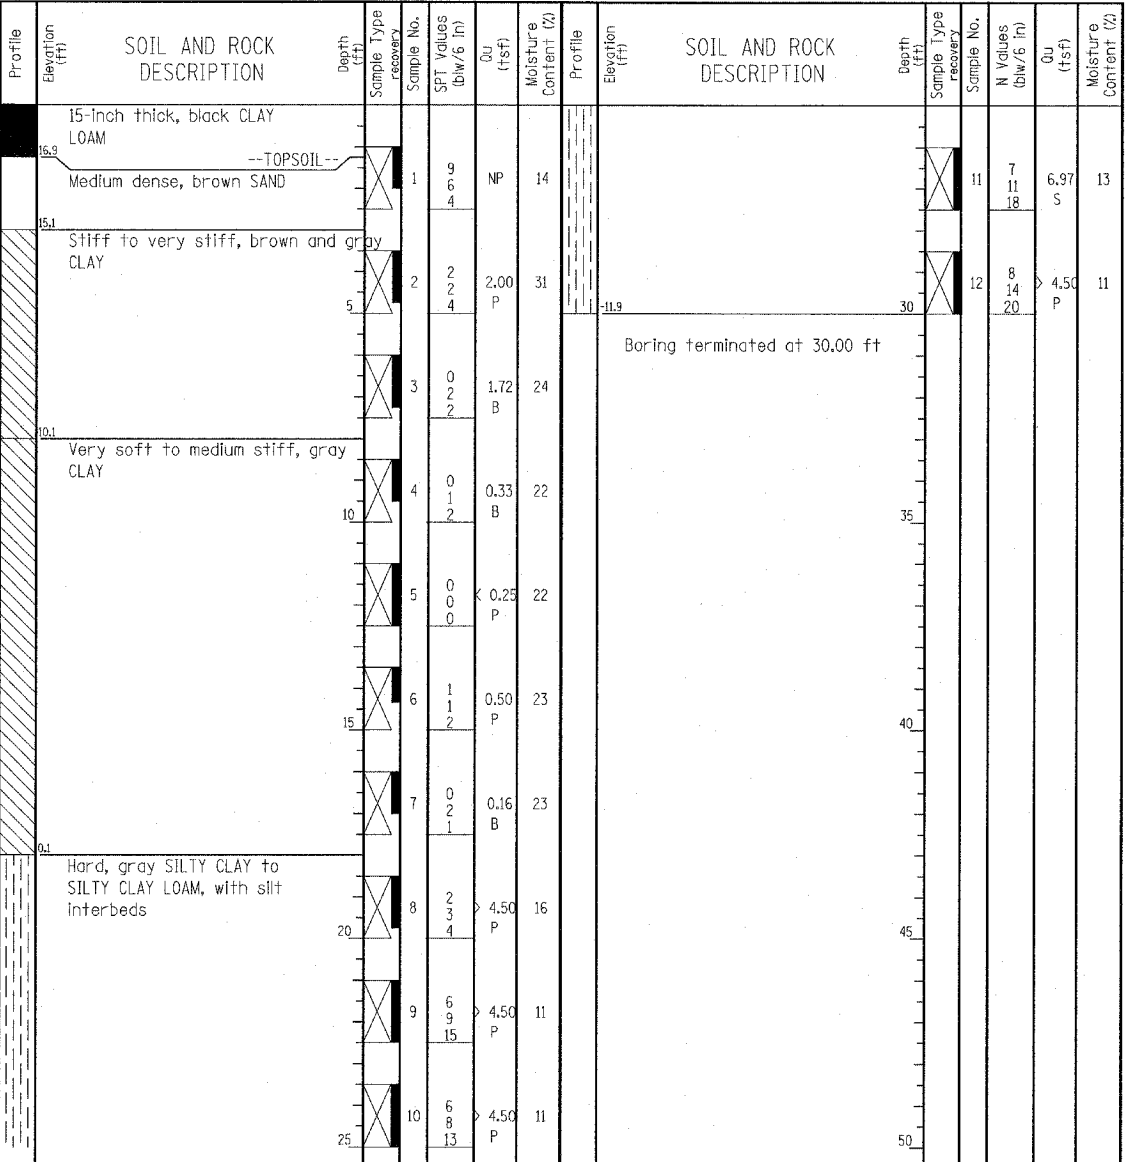 Profile
Elevation
(ft)
SOIL AND ROCK
DESCRIPTION
Depth
(ft)
Sample Type
recovery
Sample No.
SPT Values
(blw/6 in)
Qu
(tsf)
Moisture
Content (%)
Profile
Elevation
(ft)
SOIL AND ROCK
DESCRIPTION
Depth
(ft)
Sample Type
recovery
Sample No.
N Values
(blw/6 in)
Qu
(tsf)
Moisture
Content (%)
15-inch thick, black CLAY
LOAM
16.9
--TOPSOIL--
Medium dense, brown SAND
1
9
6
4
NP
14
15.1
Stiff to very stiff, brown and gray
CLAY
2
2
2
4
2.00
P
31
5
3
0
2
2
1.72
B
24
10.1
Very soft to medium stiff, gray
CLAY
4
0
1
2
0.33
B
22
10
5
0
0
0
< 0.25
P
22
6
1
1
2
0.50
P
23
15
7
0
2
1
0.16
B
23
0.1
Hard, gray SILTY CLAY to
SILTY CLAY LOAM, with silt
interbeds
8
2
3
4
> 4.50
P
16
20
9
6
9
15
> 4.50
P
11
10
6
8
13
> 4.50
P
11
25
11
7
11
18
6.97
S
13
12
8
14
20
> 4.50
P
11
-11.9
30
Boring terminated at 30.00 ft
35
40
45
50